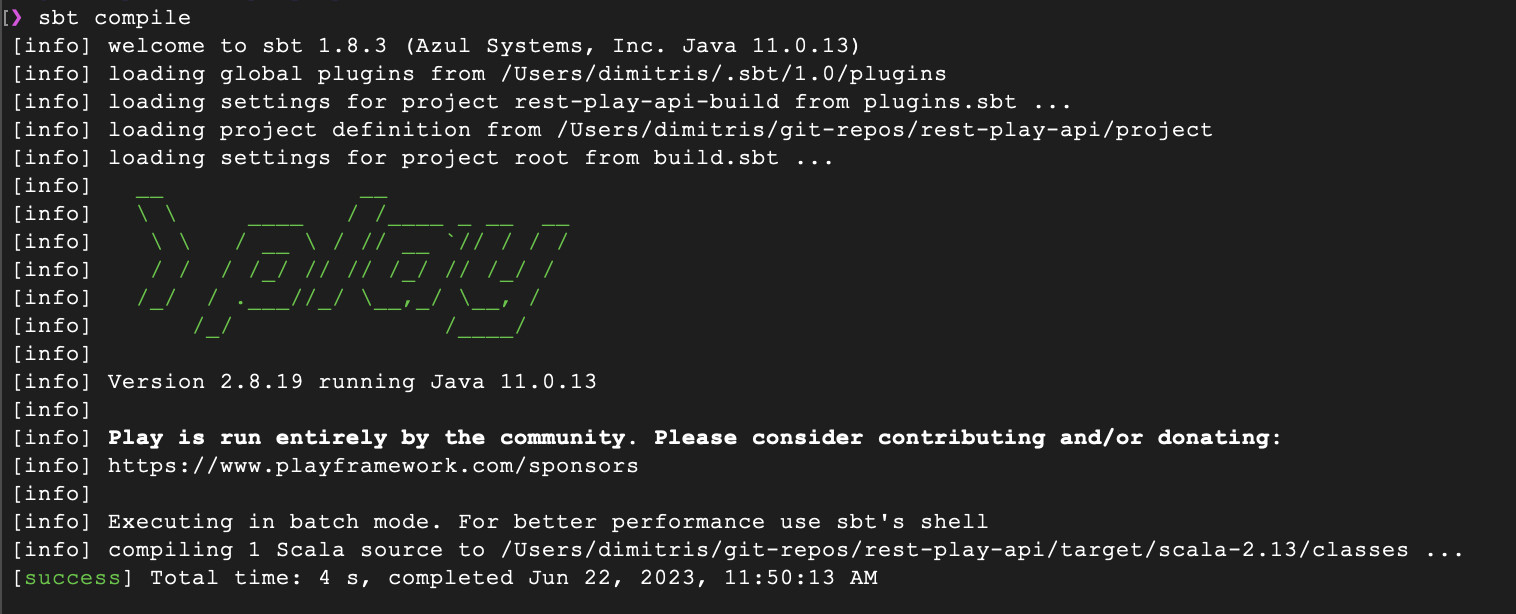 [❯ sbt compile
[info] welcome to sbt 1.8.3 (Azul Systems, Inc. Java 11.0.13)
[info] loading global plugins from /Users/dimitris/.sbt/1.0/plugins
[info] loading settings for project rest-play-api-build from plugins.sbt ...
[info] loading project definition from /Users/dimitris/git-repos/rest-play-api/project
[info] loading settings for project root from build.sbt ...
[info]   __              __
[info]   \ \     ____   / /____ _ __  __
[info]    \ \   / __ \ / // __ `// / / /
[info]    / /  / /_/ // // /_/ // /_/ /
[info]   /_/  / .___//_/ \__,_/ \__, /
[info]       /_/               /____/
[info]
[info] Version 2.8.19 running Java 11.0.13
[info]
[info] Play is run entirely by the community. Please consider contributing and/or donating:
[info] https://www.playframework.com/sponsors
[info]
[info] Executing in batch mode. For better performance use sbt's shell
[info] compiling 1 Scala source to /Users/dimitris/git-repos/rest-play-api/target/scala-2.13/classes ...
[success] Total time: 4 s, completed Jun 22, 2023, 11:50:13 AM